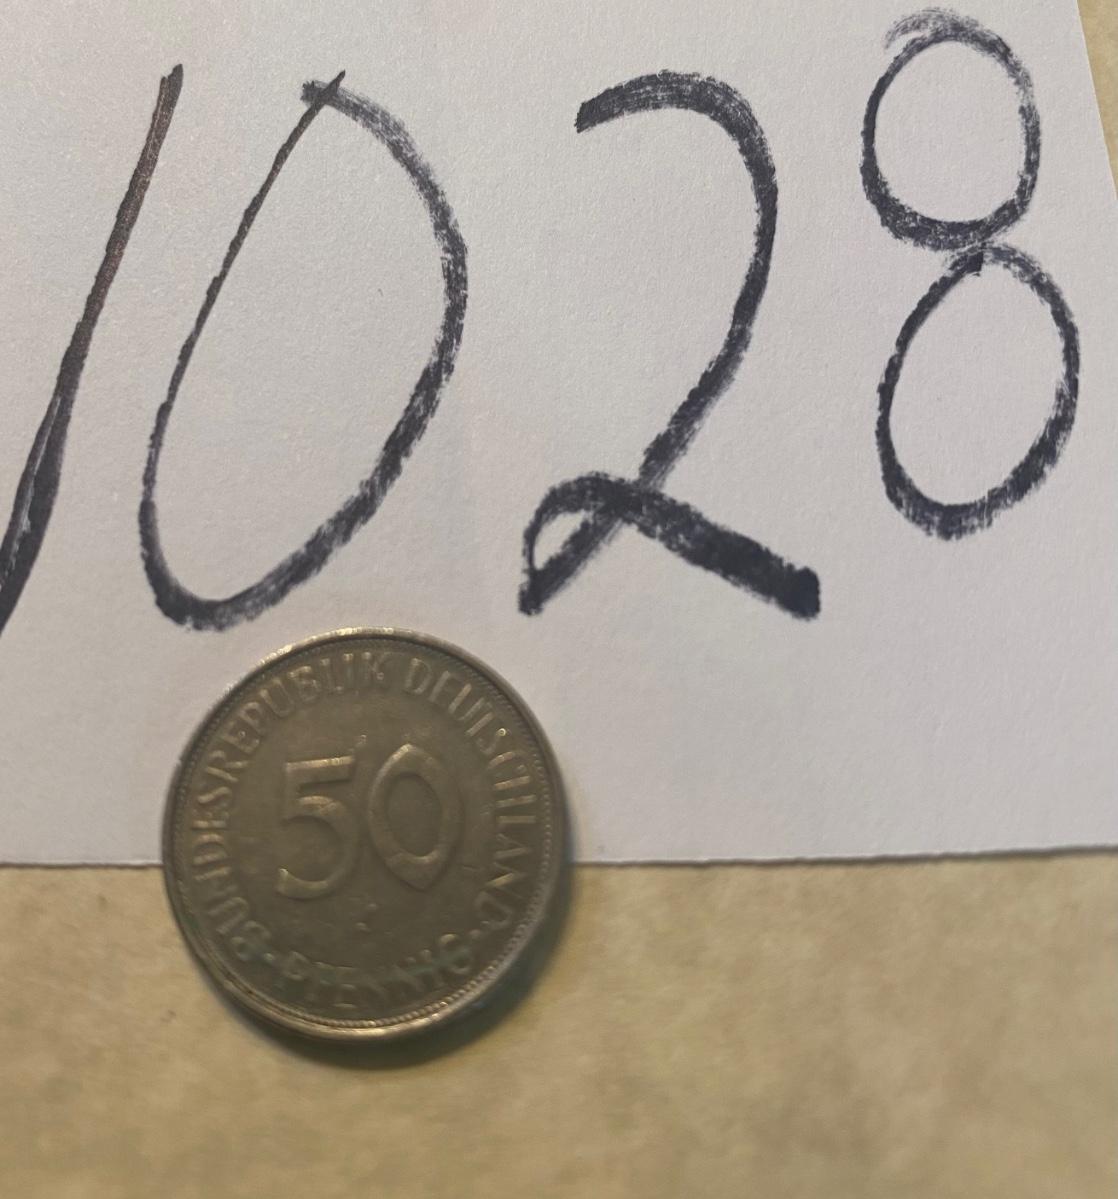 1028
BUNDESREPUBLIK DEUTSCHLAND
50
PFENNIG